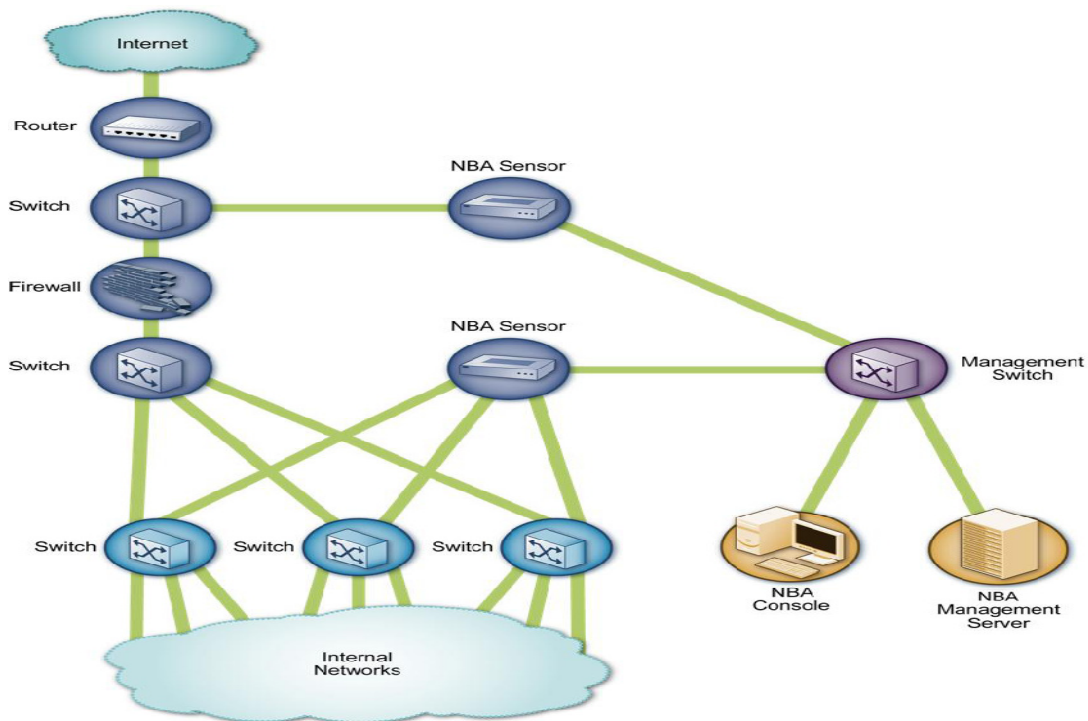 Internet
Router
NBA Sensor
Switch
Firewall
NBA Sensor
Switch
Management
Switch
Switch
Switch
Switch
NBA
Console
NBA
Management
Server
Internal
Networks